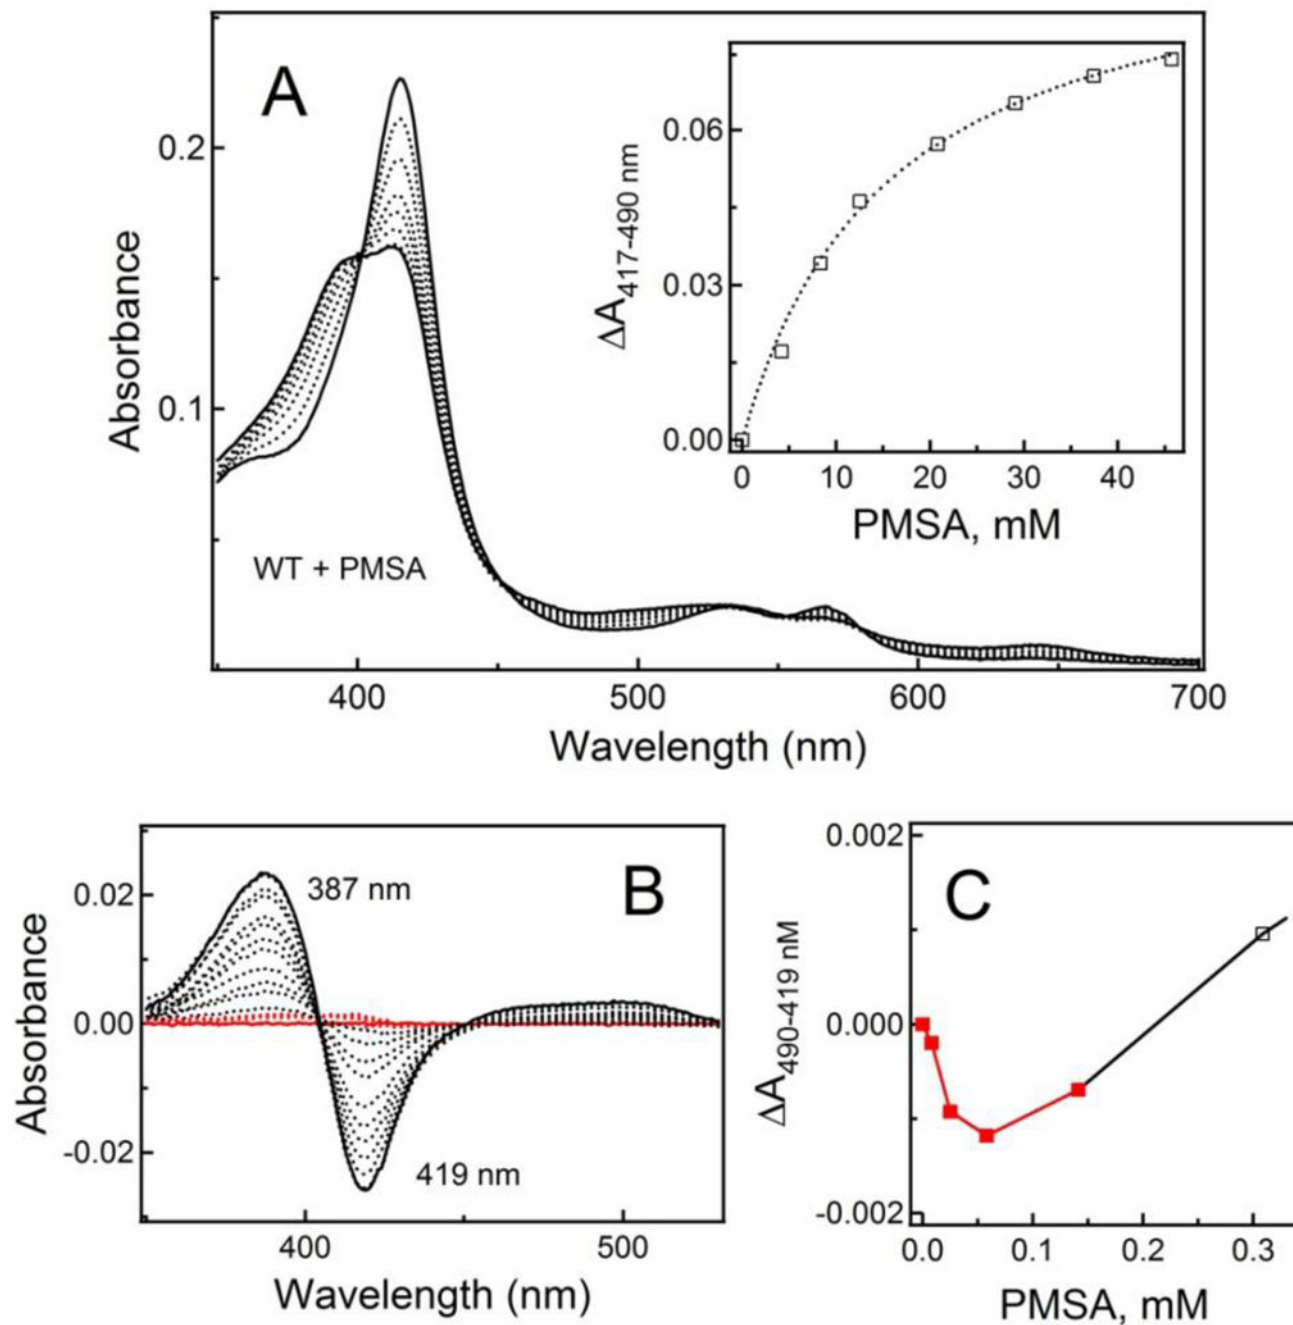 A
0.2
0.1
Absorbance
WT + PMSA
400
500
600
700
Wavelength (nm)
0.06
0.03
0.00
ΔA417-490 nm
0
10
20
30
40
PMSA, mM
B
0.02
0.00
-0.02
Absorbance
387 nm
419 nm
400
500
Wavelength (nm)
C
0.002
0.000
-0.002
ΔA490-419 nM
0.0
0.1
0.2
0.3
PMSA, mM